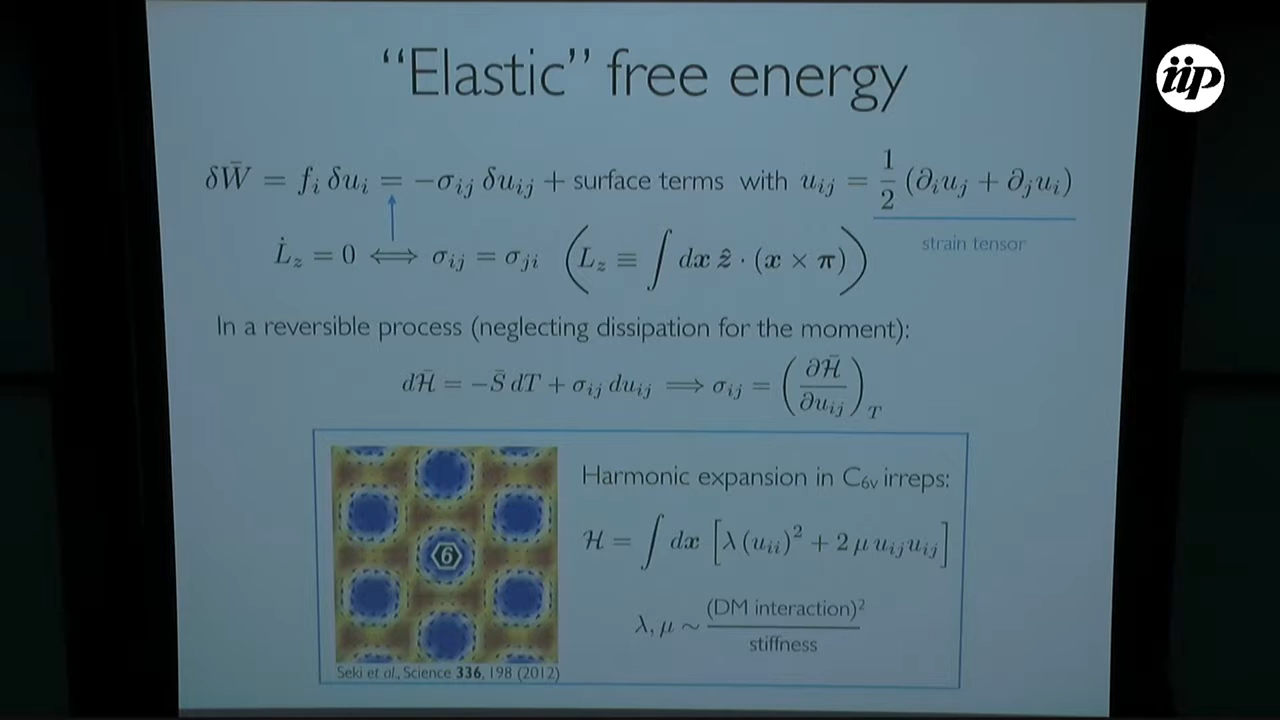 "Elastic" free energy
iip
δW̄ = f_i δu_i = −σ_ij δu_ij + surface terms with u_ij = 1/2 (∂_i u_j + ∂_j u_i)
strain tensor
L̇_z = 0 ⟺ σ_ij = σ_ji (L_z ≡ ∫ dx ẑ · (x × π))
In a reversible process (neglecting dissipation for the moment):
dH̄ = −S̄ dT + σ_ij du_ij ⟹ σ_ij = (∂H̄/∂u_ij)_T
Harmonic expansion in C6v irreps:
H = ∫ dx [λ (u_ii)² + 2 μ u_ij u_ij]
6
λ, μ ~ (DM interaction)² / stiffness
Seki et al., Science 336, 198 (2012)